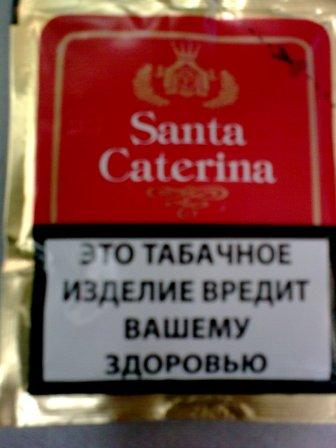 Santa
Caterina
ЭТО ТАБАЧНОЕ
ИЗДЕЛИЕ ВРЕДИТ
ВАШЕМУ
ЗДОРОВЬЮ